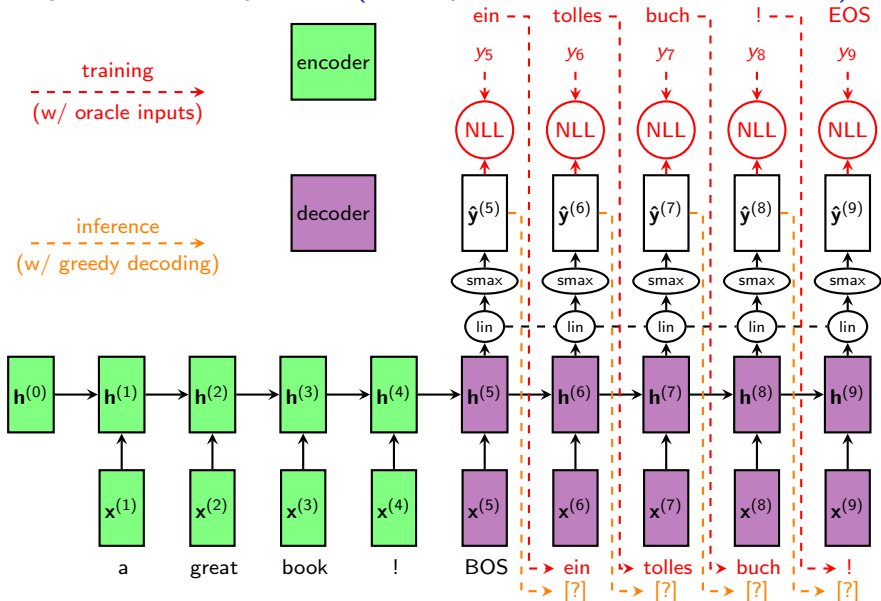 ein tolles buch ! EOS
y5 y6 y7 y8 y9
training
(w/ oracle inputs)
encoder
NLL NLL NLL NLL NLL
decoder
ŷ(5) ŷ(6) ŷ(7) ŷ(8) ŷ(9)
inference
(w/ greedy decoding)
smax smax smax smax smax
lin lin lin lin lin
h(0) h(1) h(2) h(3) h(4) h(5) h(6) h(7) h(8) h(9)
x(1) x(2) x(3) x(4) x(5) x(6) x(7) x(8) x(9)
a great book ! BOS ein tolles buch !
[?] [?] [?] [?]